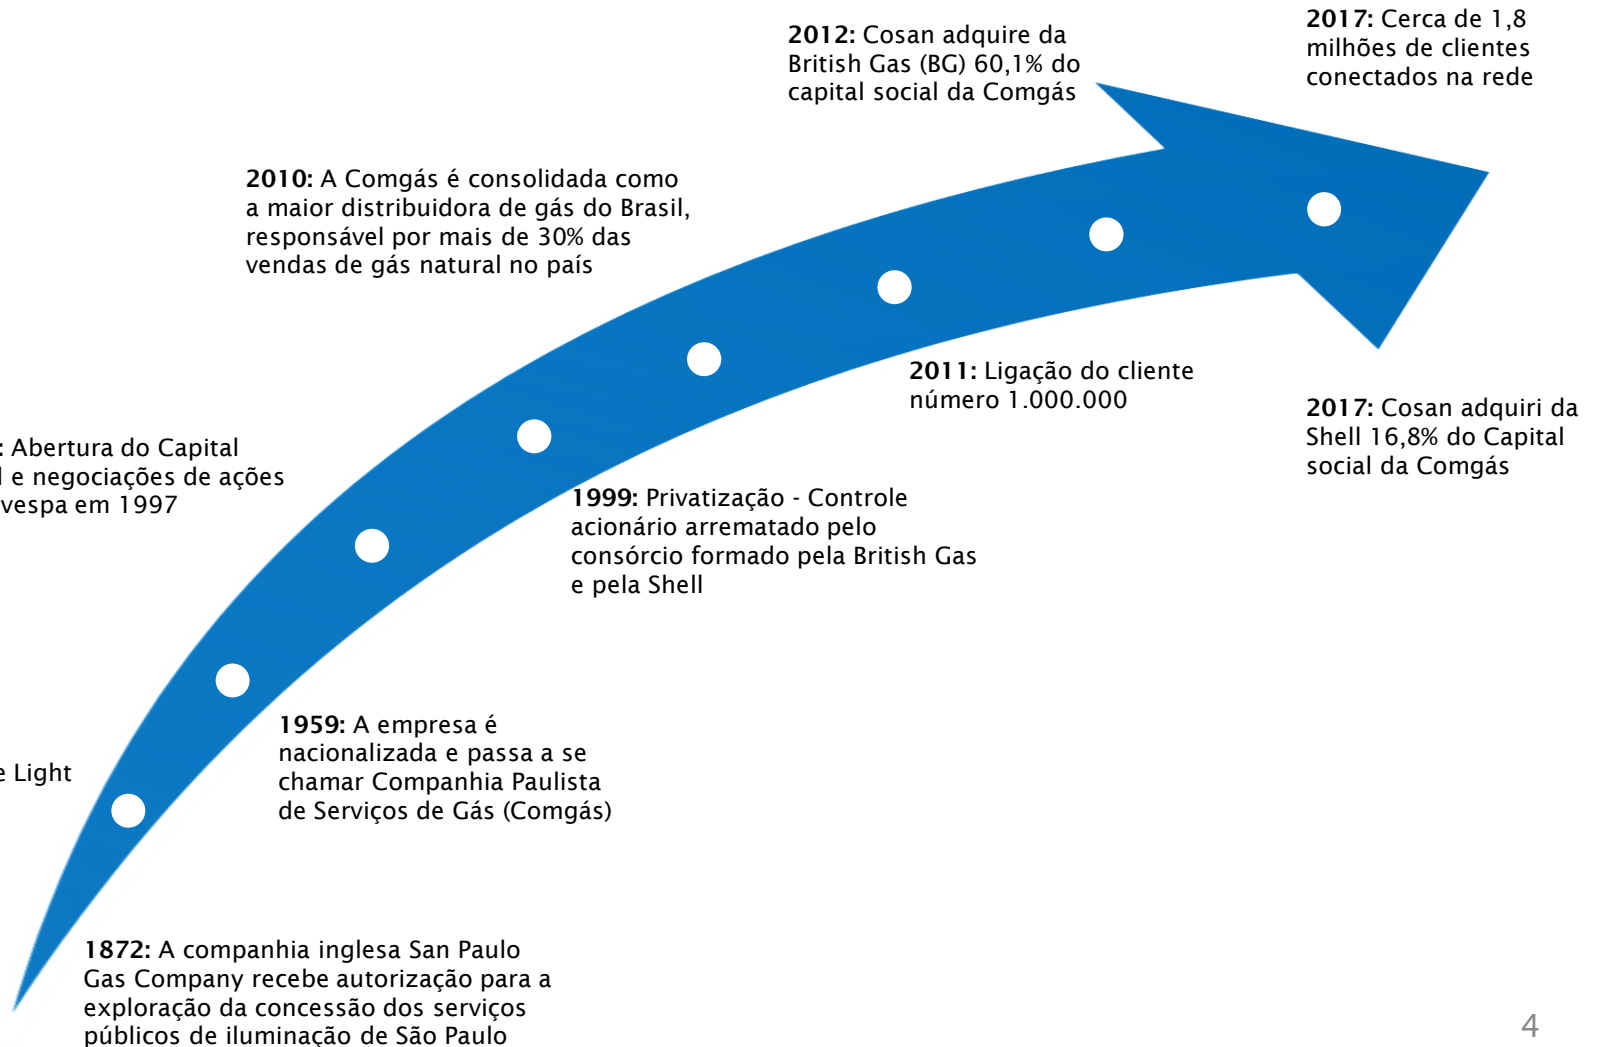 2012: Cosan adquire da
British Gas (BG) 60,1% do
capital social da Comgás
2017: Cerca de 1,8
milhões de clientes
conectados na rede
2010: A Comgás é consolidada como
a maior distribuidora de gás do Brasil,
responsável por mais de 30% das
vendas de gás natural no país
2011: Ligação do cliente
número 1.000.000
2017: Cosan adquiri da
Shell 16,8% do Capital
social da Comgás
: Abertura do Capital
l e negociações de ações
vespa em 1997
1999: Privatização - Controle
acionário arrematado pelo
consórcio formado pela British Gas
e pela Shell
1959: A empresa é
nacionalizada e passa a se
chamar Companhia Paulista
de Serviços de Gás (Comgás)
e Light
1872: A companhia inglesa San Paulo
Gas Company recebe autorização para a
exploração da concessão dos serviços
públicos de iluminação de São Paulo
4